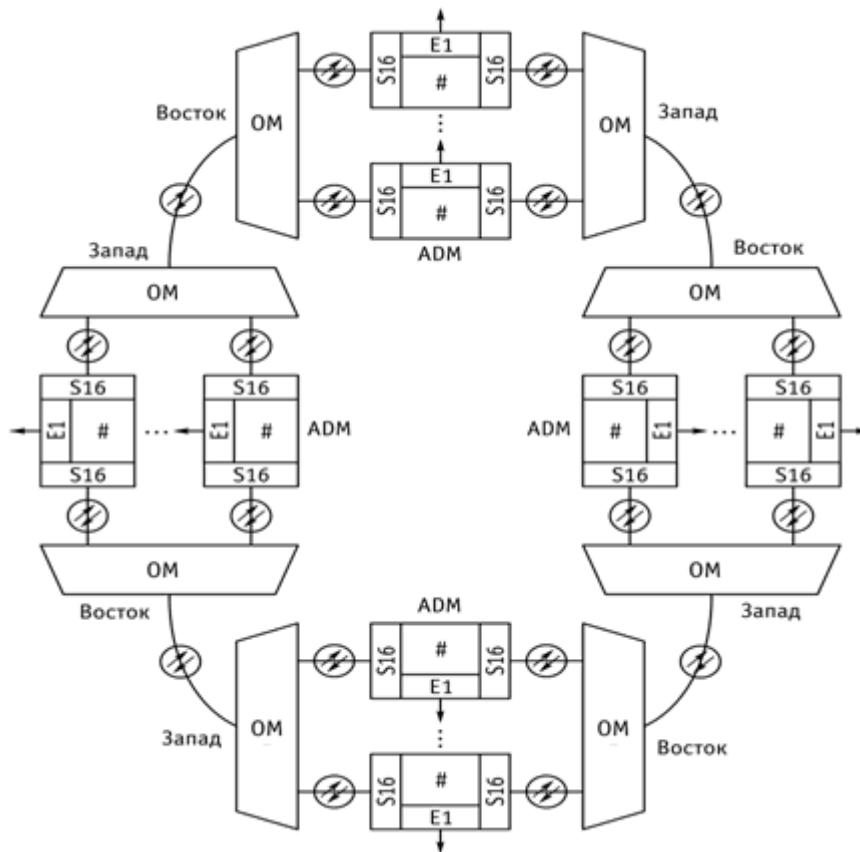 E1
S16 # S16
Восток OM OM Запад
E1
S16 # S16
ADM
Запад Восток
OM OM
S16 S16 S16 S16
E1 # ... E1 # ADM ADM # E1 ... # E1
S16 S16 S16 S16
OM OM
Восток ADM Запад
S16 # S16
E1
Запад OM OM Восток
S16 # S16
E1